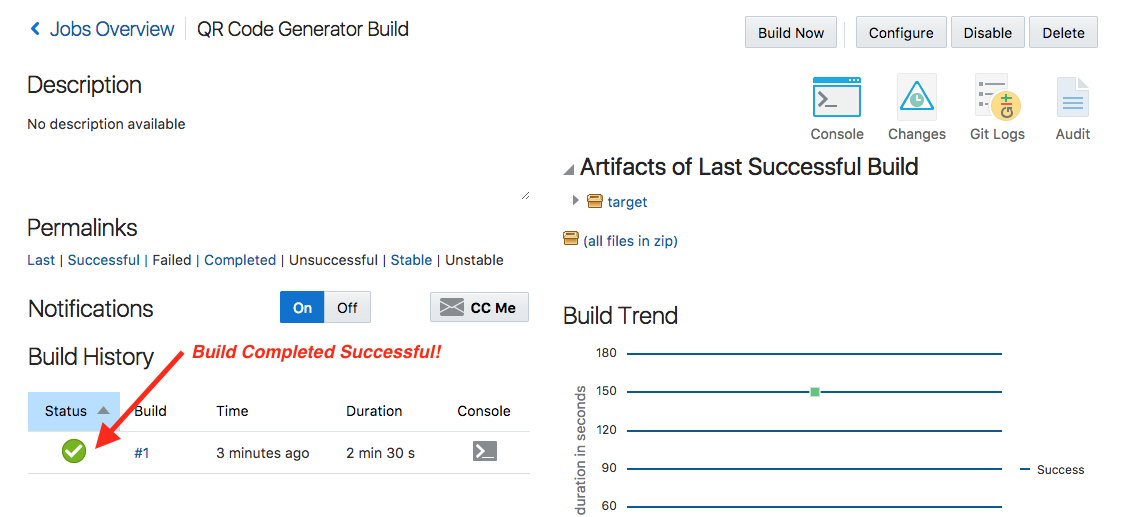 Jobs Overview | QR Code Generator Build
Build Now Configure Disable Delete
Description
No description available
Console Changes Git Logs Audit
Artifacts of Last Successful Build
target
(all files in zip)
Permalinks
Last | Successful | Failed | Completed | Unsuccessful | Stable | Unstable
Notifications On Off CC Me
Build History
Build Completed Successful!
Status Build Time Duration Console
#1 3 minutes ago 2 min 30 s
Build Trend
duration in seconds
180
150
120
90
60
Success